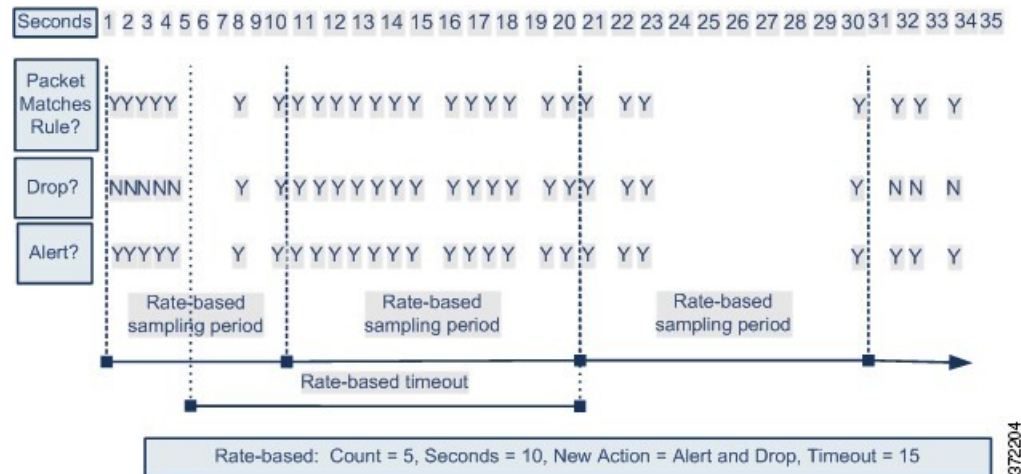 Seconds 1 2 3 4 5 6 7 8 9 10 11 12 13 14 15 16 17 18 19 20 21 22 23 24 25 26 27 28 29 30 31 32 33 34 35
Packet
Matches
Rule?
YYYYY Y Y Y Y Y Y Y Y Y Y Y Y Y Y Y Y Y Y Y Y Y Y
Drop?
NNNNN Y Y Y Y Y Y Y Y Y Y Y Y Y Y Y Y Y Y Y N N N
Alert?
YYYYY Y Y Y Y Y Y Y Y Y Y Y Y Y Y Y Y Y Y Y Y Y Y
Rate-based
sampling period
Rate-based
sampling period
Rate-based
sampling period
Rate-based timeout
Rate-based: Count = 5, Seconds = 10, New Action = Alert and Drop, Timeout = 15
372204